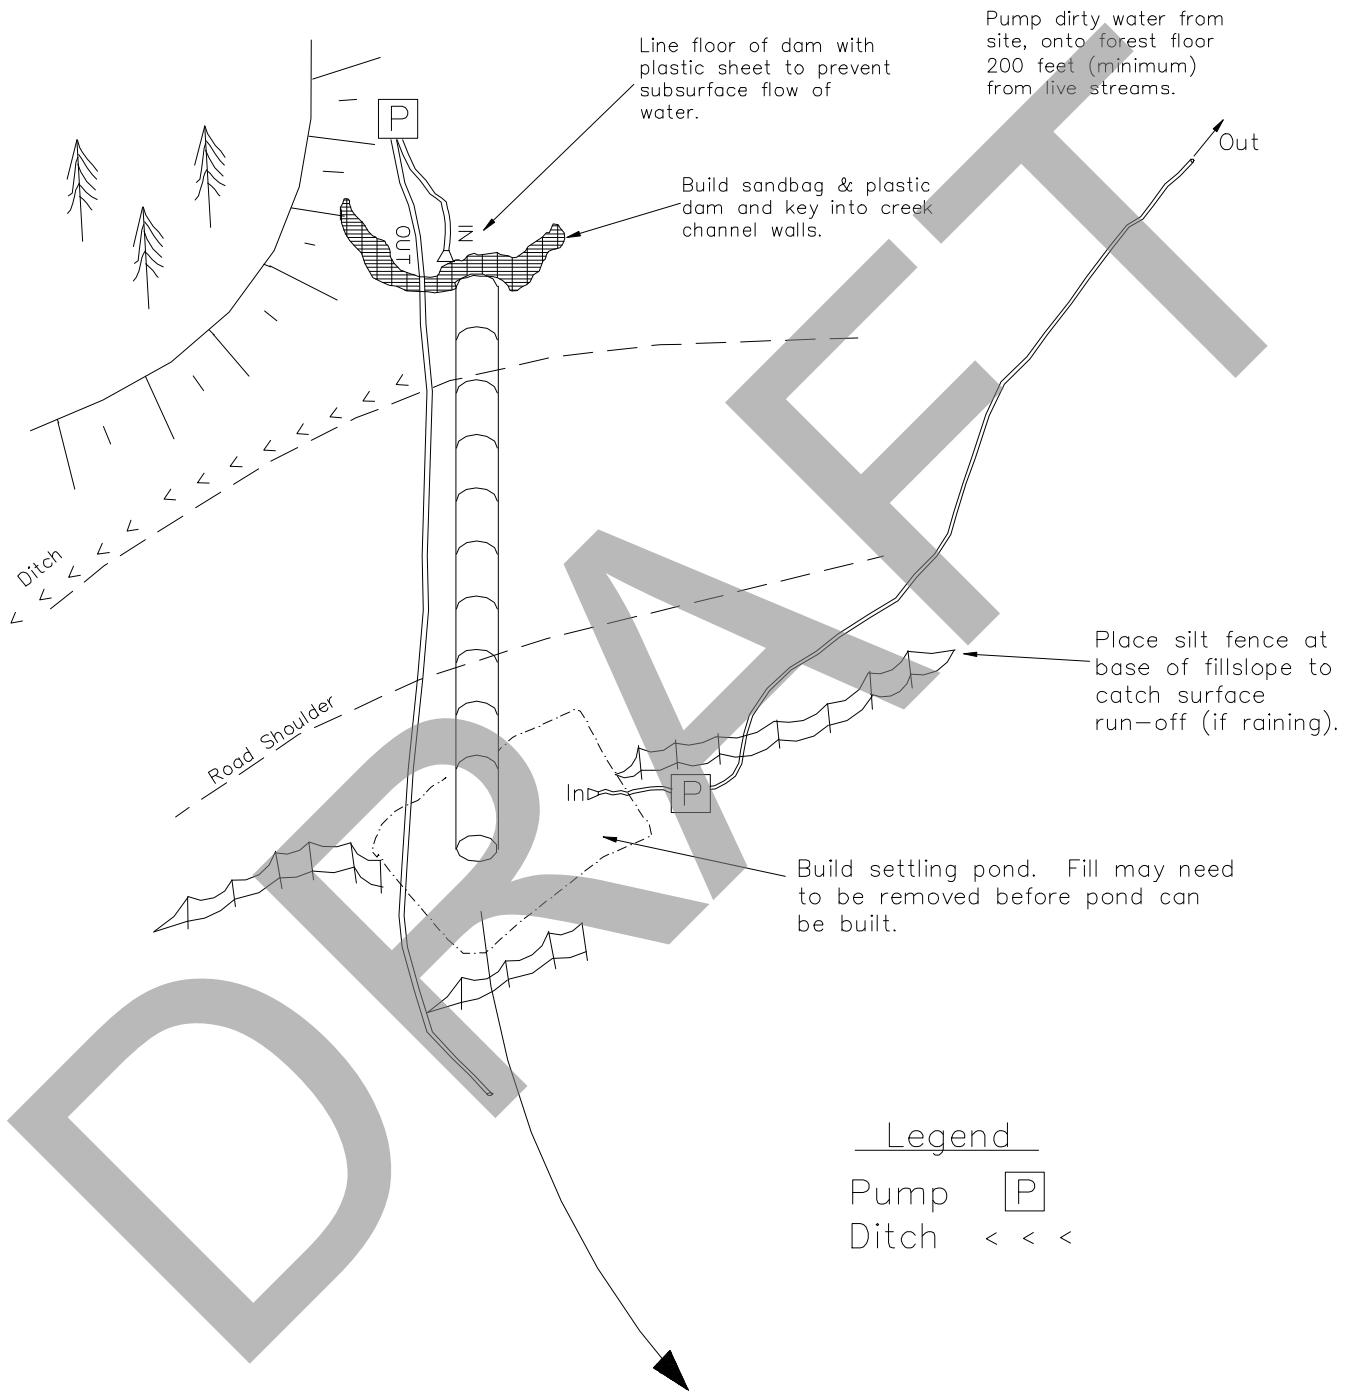 Pump dirty water from
site, onto forest floor
200 feet (minimum)
from live streams.
Line floor of dam with
plastic sheet to prevent
subsurface flow of
water.
P
Out
Build sandbag & plastic
dam and key into creek
channel walls.
OUT
IN
Ditch
Place silt fence at
base of fillslope to
catch surface
run-off (if raining).
Road Shoulder
In
P
Build settling pond. Fill may need
to be removed before pond can
be built.
DRAFT
Legend
Pump P
Ditch < < <